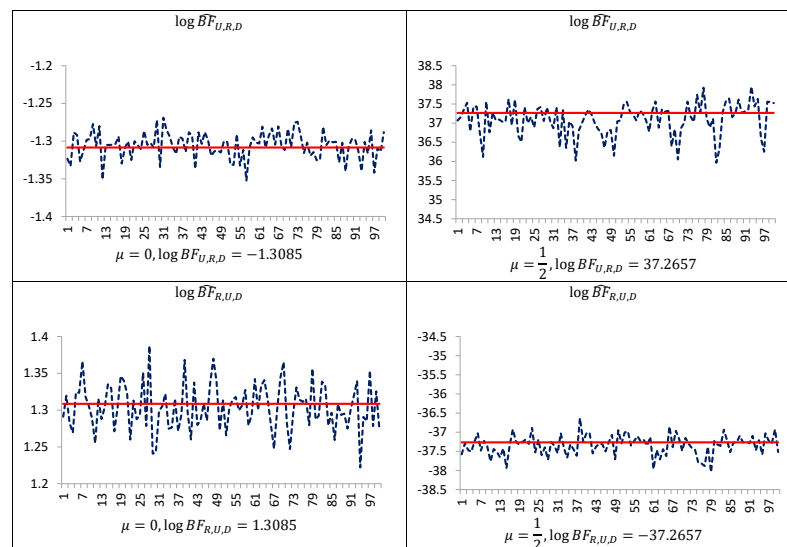 log B̂F_{U,R,D}
-1.2
-1.25
-1.3
-1.35
-1.4
1 7 13 19 25 31 37 43 49 55 61 67 73 79 85 91 97
μ = 0, log BF_{U,R,D} = −1.3085
log B̂F_{U,R,D}
38.5
38
37.5
37
36.5
36
35.5
35
34.5
1 7 13 19 25 31 37 43 49 55 61 67 73 79 85 91 97
μ = 1/2, log BF_{U,R,D} = 37.2657
log B̂F_{R,U,D}
1.4
1.35
1.3
1.25
1.2
1 7 13 19 25 31 37 43 49 55 61 67 73 79 85 91 97
μ = 0, log BF_{R,U,D} = 1.3085
log B̂F_{R,U,D}
-34.5
-35
-35.5
-36
-36.5
-37
-37.5
-38
-38.5
1 7 13 19 25 31 37 43 49 55 61 67 73 79 85 91 97
μ = 1/2, log BF_{R,U,D} = −37.2657